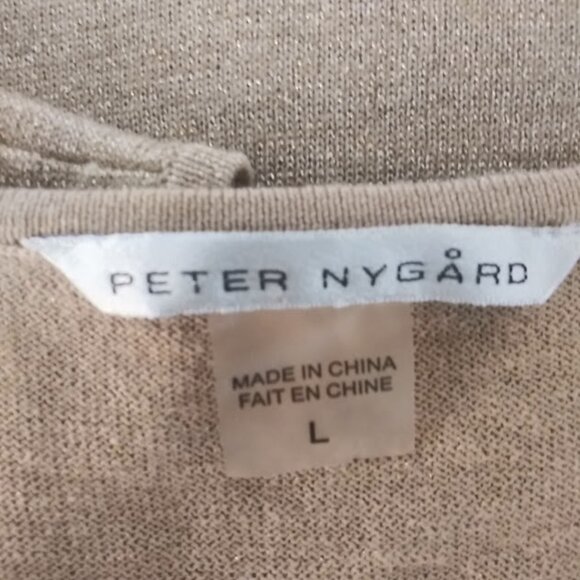 PETER NYGÅRD
MADE IN CHINA
FAIT EN CHINE
L